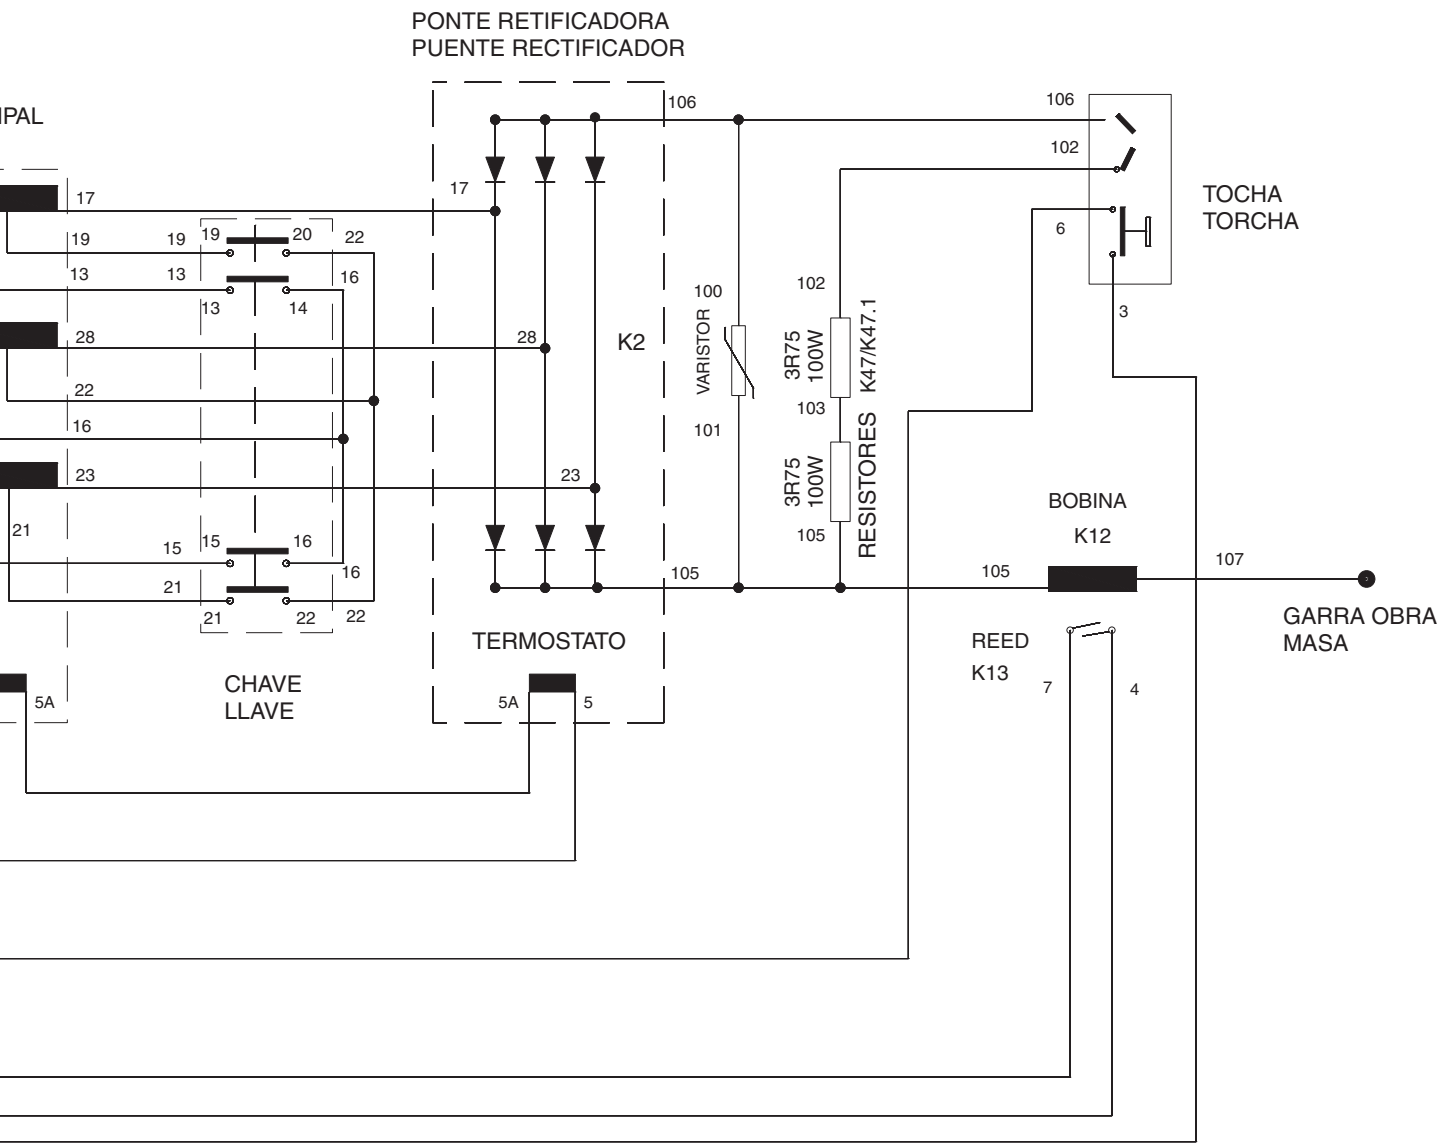 PONTE RETIFICADORA
PUENTE RECTIFICADOR
IPAL
106
106
102
17
17
TOCHA
TORCHA
19
19
19
20
22
6
13
13
16
13
14
100
102
3
28
28
K2
VARISTOR
3R75
100W
K47/K47.1
22
103
16
101
RESISTORES
23
23
3R75
100W
BOBINA
K12
21
15
15
16
105
105
105
107
16
21
21
22
22
GARRA OBRA
MASA
TERMOSTATO
REED
K13
CHAVE
LLAVE
5A
5A
5
7
4